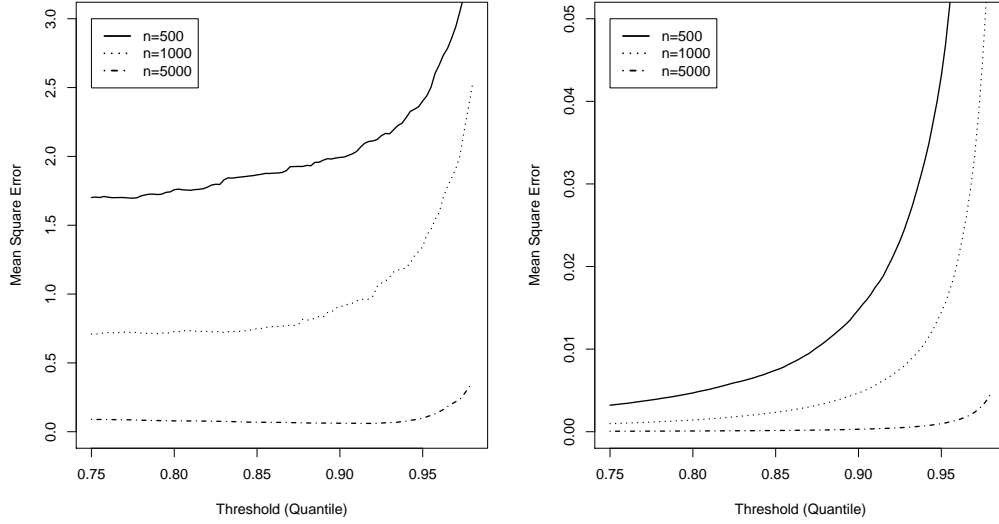 Mean Square Error
3.0
2.5
2.0
1.5
1.0
0.5
0.0
n=500
n=1000
n=5000
0.75 0.80 0.85 0.90 0.95
Threshold (Quantile)
Mean Square Error
0.05
0.04
0.03
0.02
0.01
0.00
n=500
n=1000
n=5000
0.75 0.80 0.85 0.90 0.95
Threshold (Quantile)